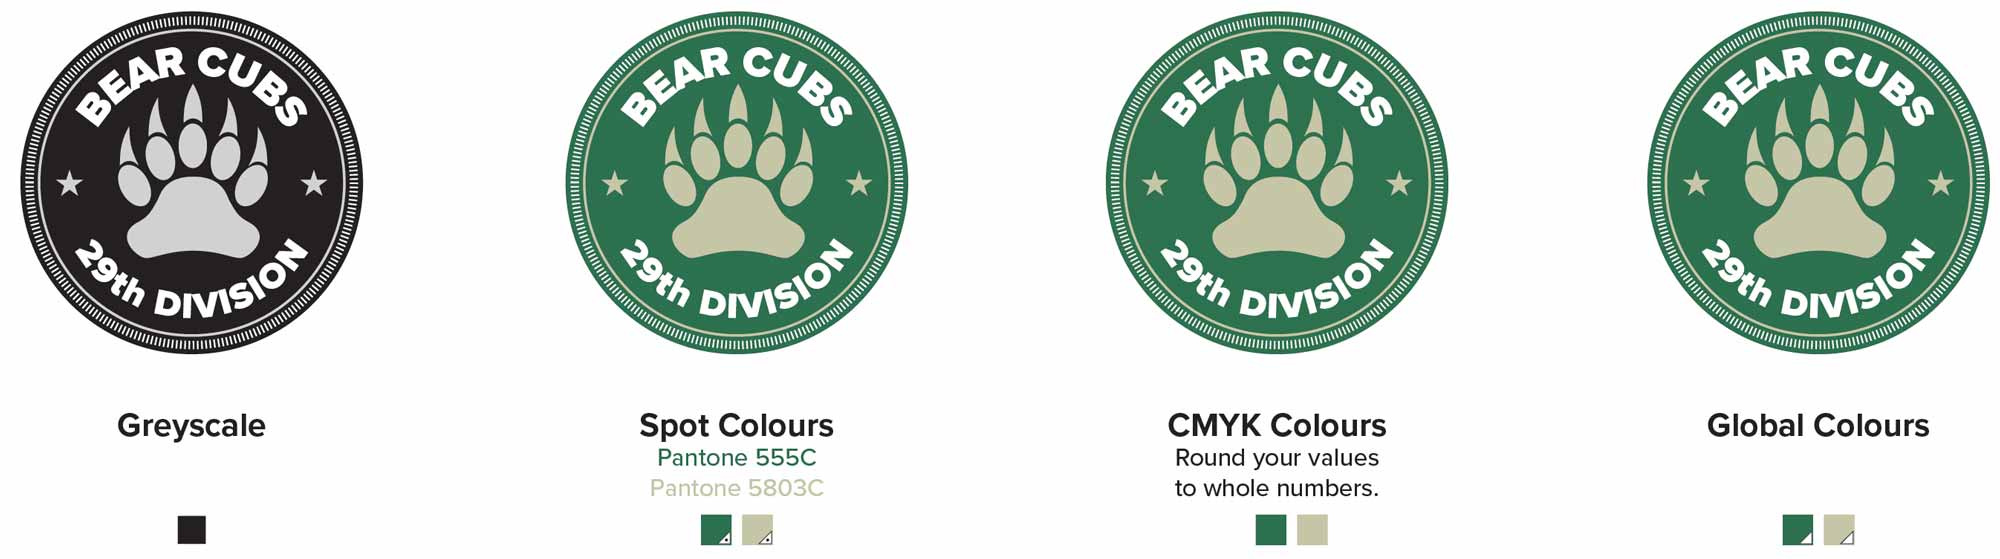 BEAR CUBS
29th DIVISION
Greyscale
BEAR CUBS
29th DIVISION
Spot Colours
Pantone 555C
Pantone 5803C
BEAR CUBS
29th DIVISION
CMYK Colours
Round your values
to whole numbers.
BEAR CUBS
29th DIVISION
Global Colours